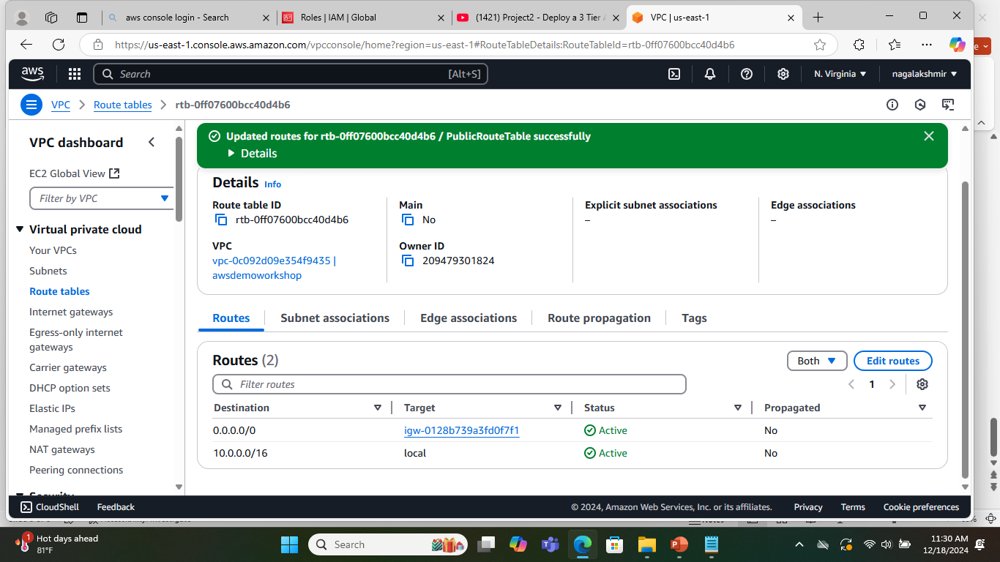 aws console login - Search
Roles | IAM | Global
(1421) Project2 - Deploy a 3 Tier
VPC | us-east-1
https://us-east-1.console.aws.amazon.com/vpcconsole/home?region=us-east-1#RouteTableDetails:RouteTableId=rtb-0ff07600bcc40d4b6
aws
Search
[Alt+S]
N. Virginia
nagalakshmir
VPC
Route tables
rtb-0ff07600bcc40d4b6
VPC dashboard
EC2 Global View
Filter by VPC
Virtual private cloud
Your VPCs
Subnets
Route tables
Internet gateways
Egress-only internet
gateways
Carrier gateways
DHCP option sets
Elastic IPs
Managed prefix lists
NAT gateways
Peering connections
Security
Updated routes for rtb-0ff07600bcc40d4b6 / PublicRouteTable successfully
Details
Details Info
Route table ID
rtb-0ff07600bcc40d4b6
Main
No
Explicit subnet associations
–
Edge associations
–
VPC
vpc-0c092d09e354f9435 |
awsdemoworkshop
Owner ID
209479301824
Routes
Subnet associations
Edge associations
Route propagation
Tags
Routes (2)
Both
Edit routes
Filter routes
1
Destination
Target
Status
Propagated
0.0.0.0/0
igw-0128b739a3fd0f7f1
Active
No
10.0.0.0/16
local
Active
No
CloudShell
Feedback
© 2024, Amazon Web Services, Inc. or its affiliates.
Privacy
Terms
Cookie preferences
1
Hot days ahead
81°F
Search
11:30 AM
12/18/2024